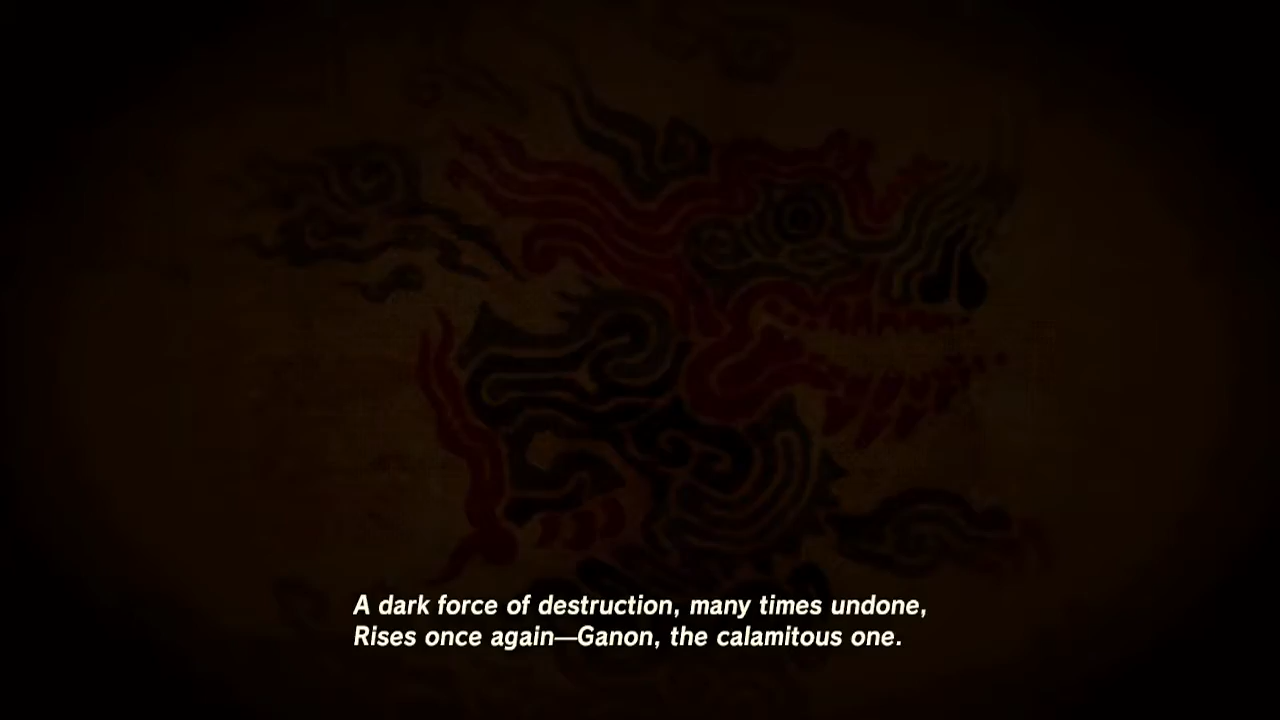 A dark force of destruction, many times undone,
Rises once again—Ganon, the calamitous one.